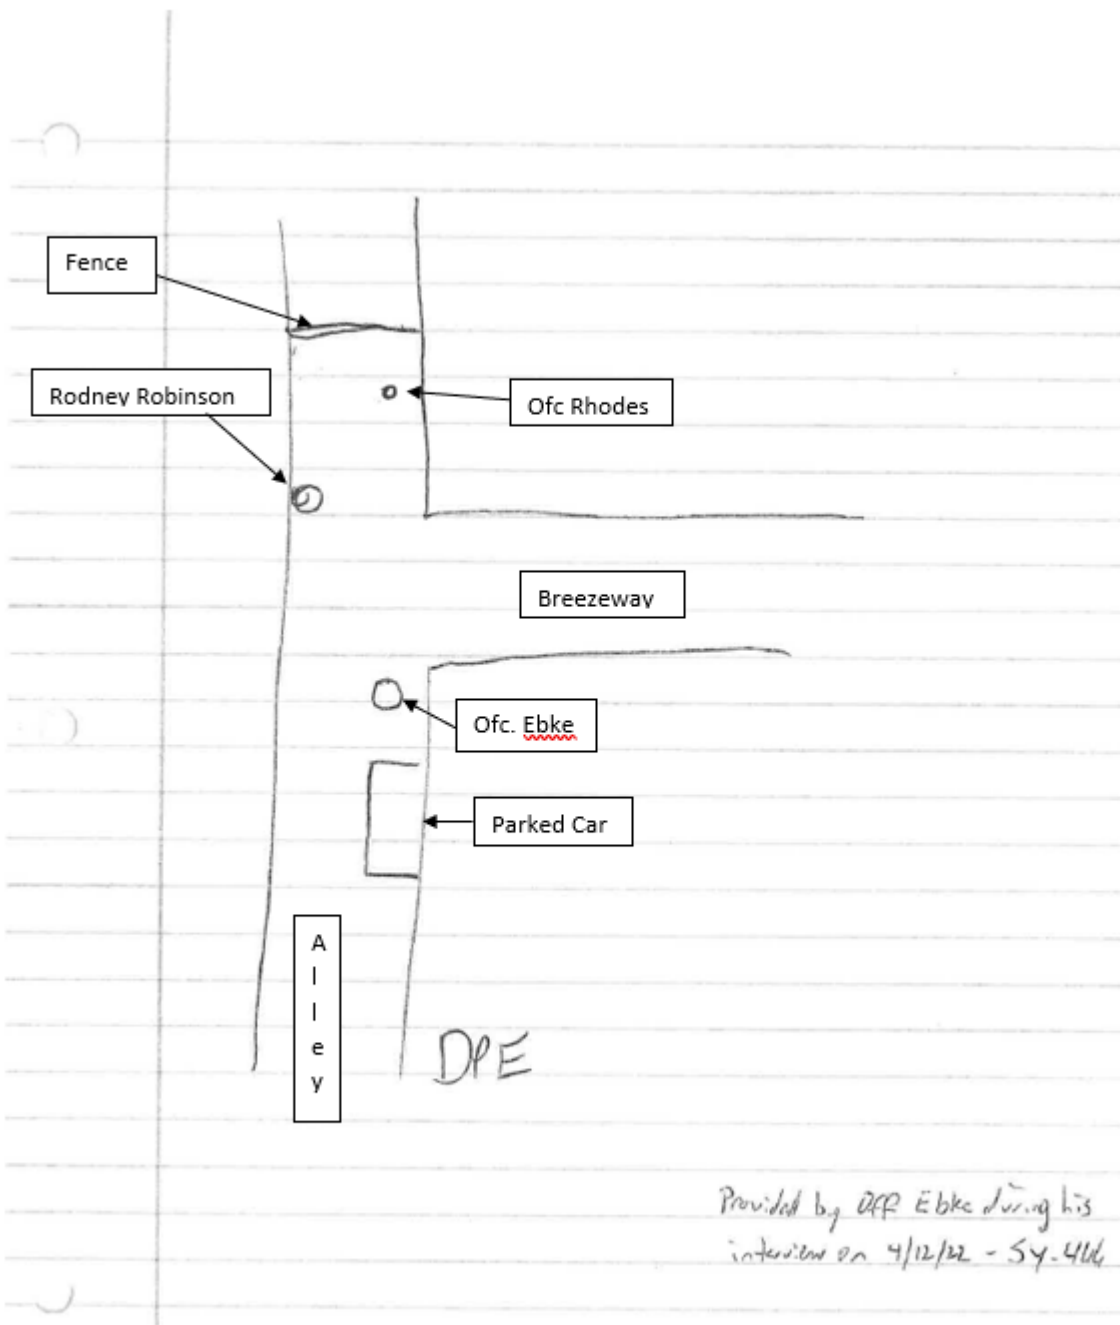 Fence
Rodney Robinson
Ofc Rhodes
Breezeway
Ofc. Ebke
Parked Car
Alley
DPE
Provided by Off Ebke during his
interview on 4/12/22 -